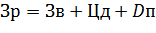 Зр = Зв + Цд + Dп